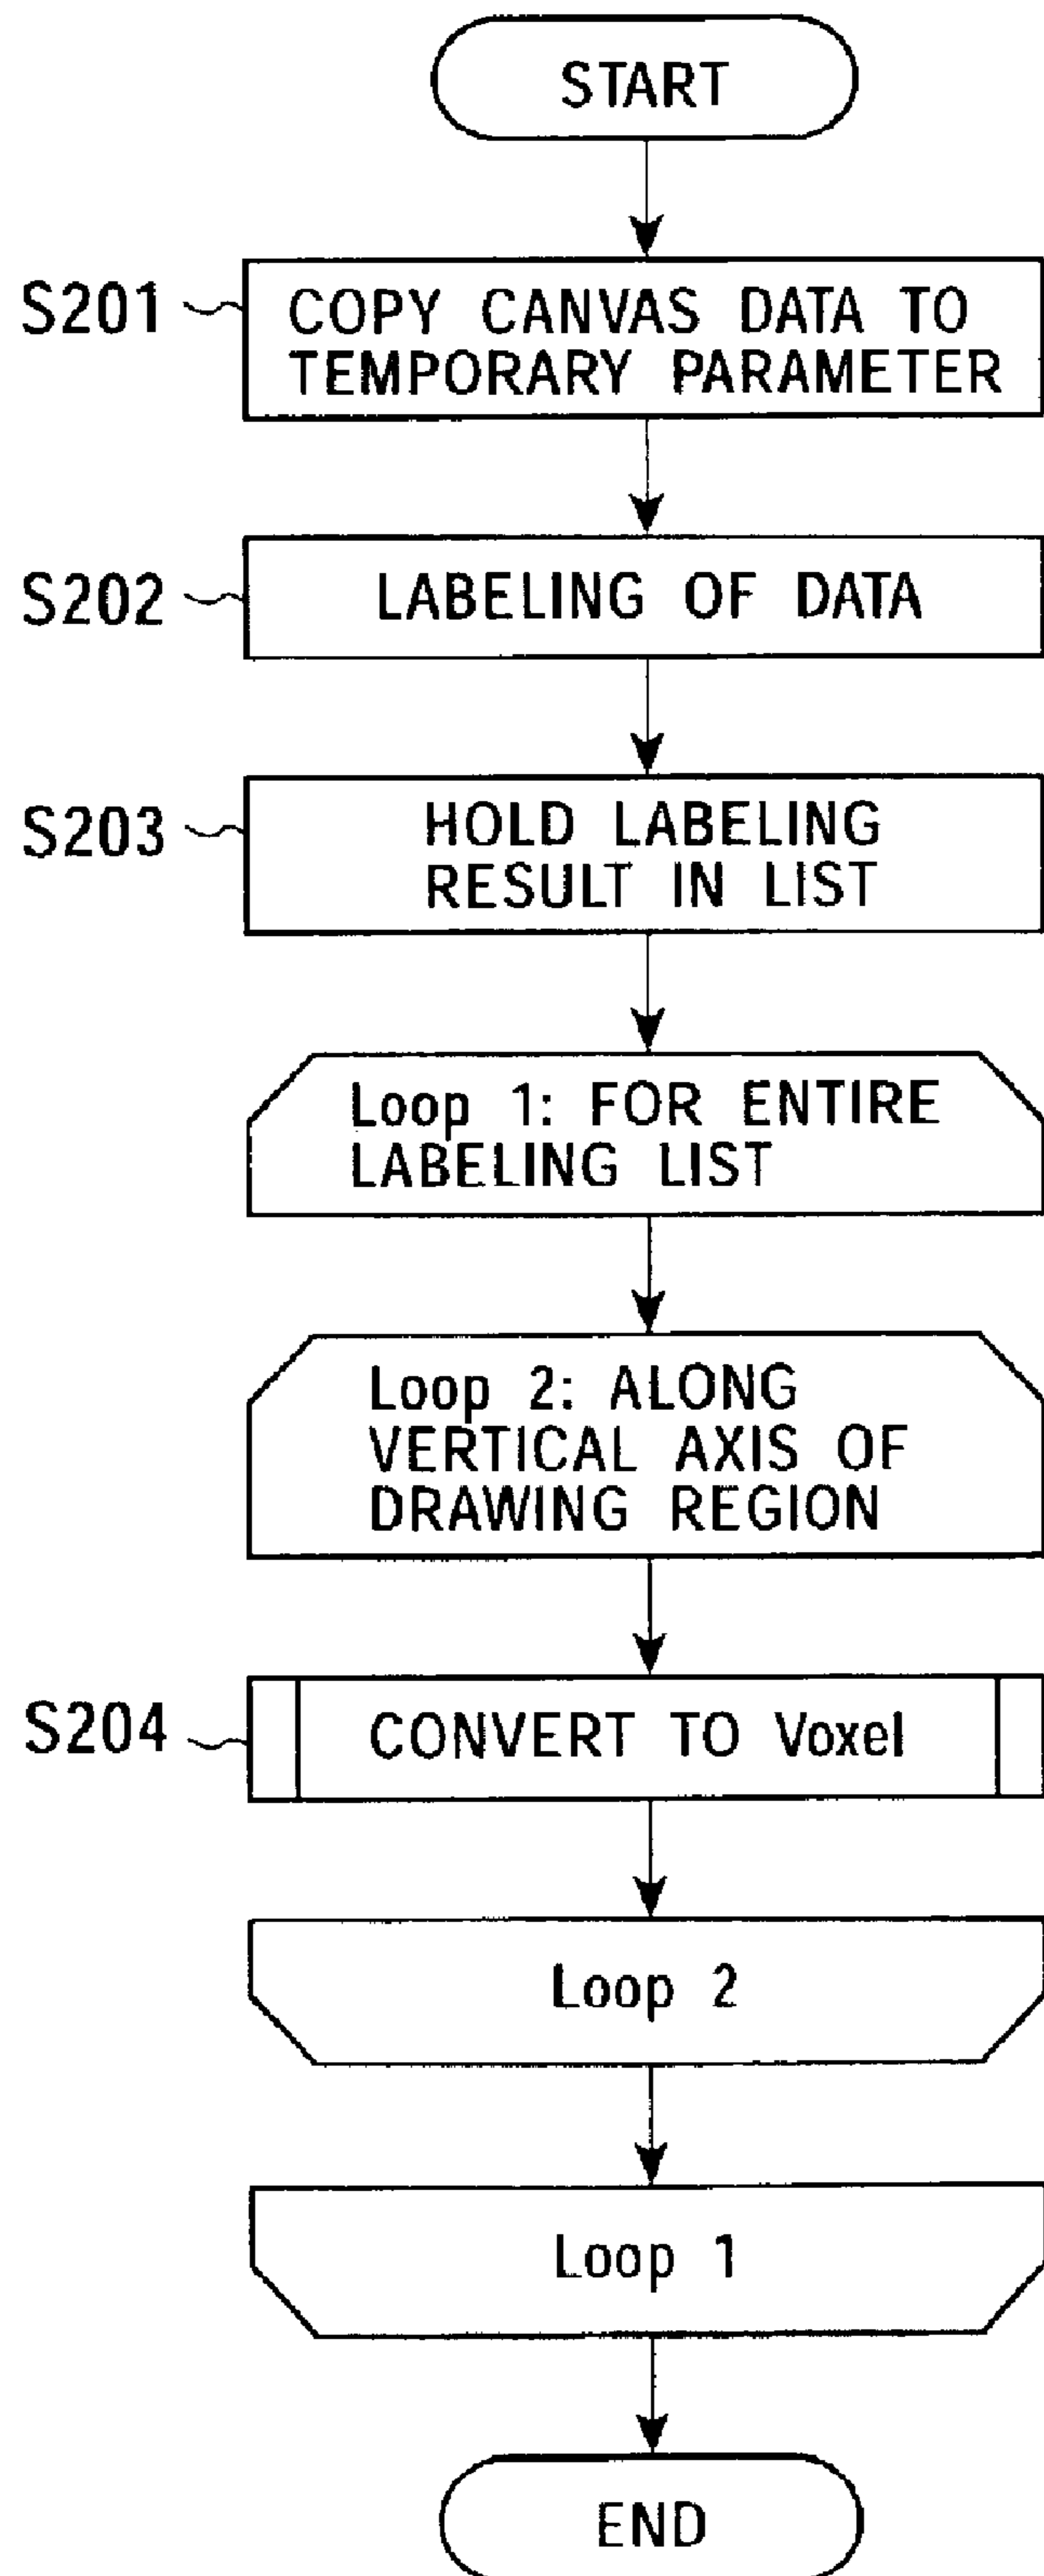 START
S201
COPY CANVAS DATA TO
TEMPORARY PARAMETER
S202
LABELING OF DATA
S203
HOLD LABELING
RESULT IN LIST
Loop 1: FOR ENTIRE
LABELING LIST
Loop 2: ALONG
VERTICAL AXIS OF
DRAWING REGION
S204
CONVERT TO Voxel
Loop 2
Loop 1
END